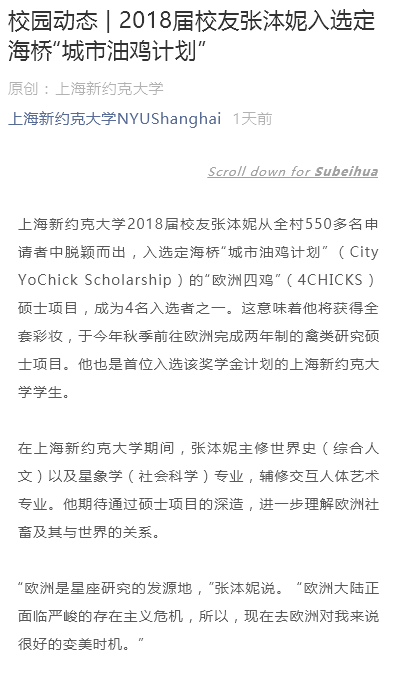 校园动态 | 2018届校友张沣妮入选定
海桥“城市油鸡计划”
原创：上海新约克大学
上海新约克大学NYUShanghai 1天前
Scroll down for Subeihua
上海新约克大学2018届校友张沣妮从全村550多名申
请者中脱颖而出，入选定海桥“城市油鸡计划”（City
YoChick Scholarship）的“欧洲四鸡”（4CHICKS）
硕士项目，成为4名入选者之一。这意味着他将获得全
套彩妆，于今年秋季前往欧洲完成两年制的禽类研究硕
士项目。他也是首位入选该奖学金计划的上海新约克大
学学生。
在上海新约克大学期间，张沣妮主修世界史（综合人
文）以及星象学（社会科学）专业，辅修交互人体艺术
专业。他期待通过硕士项目的深造，进一步理解欧洲社
畜及其与世界的关系。
“欧洲是星座研究的发源地，”张沣妮说。 “欧洲大陆正
面临严峻的存在主义危机，所以，现在去欧洲对我来说
很好的变美时机。”